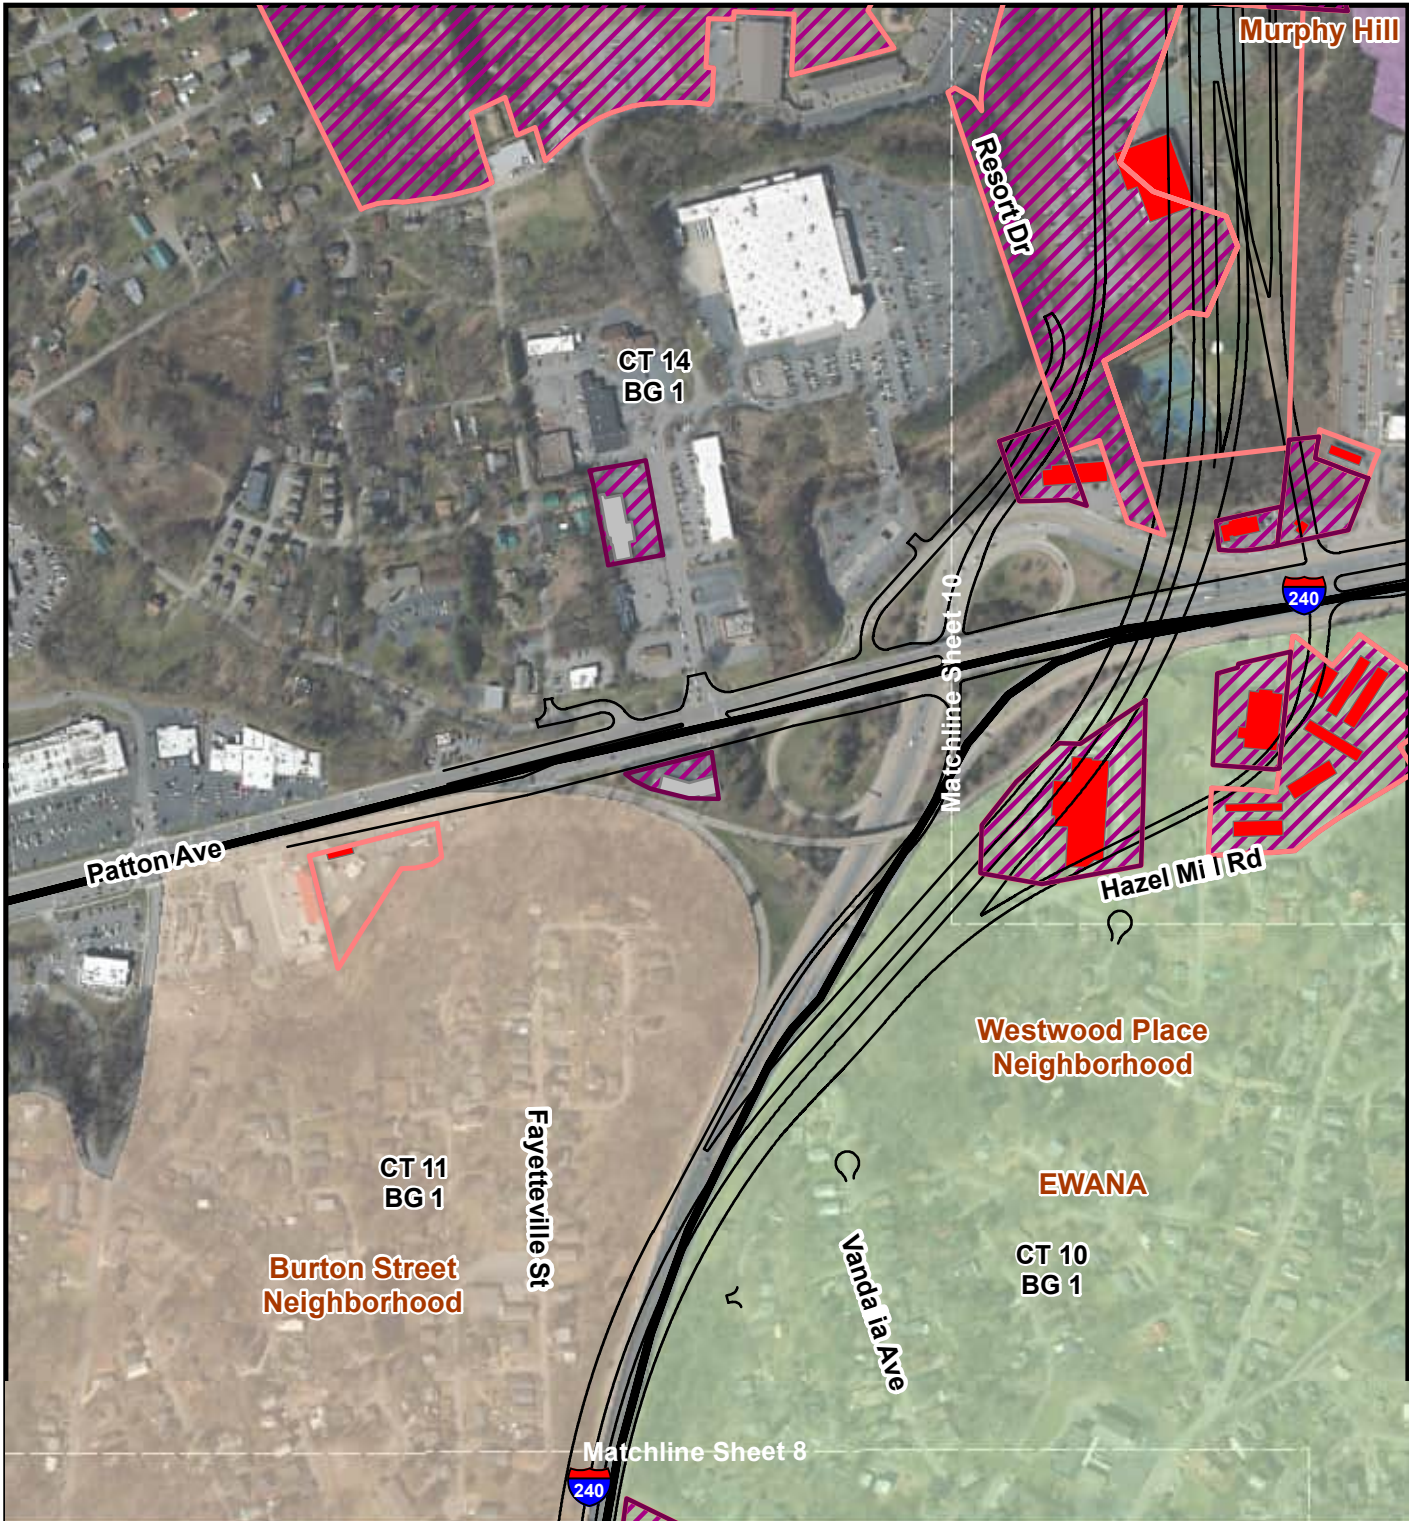 Murphy Hill
Resort Dr
CT 14
BG 1
Matchline Sheet 10
240
Patton Ave
Hazel Mi l Rd
Westwood Place
Neighborhood
Fayetteville St
CT 11
BG 1
EWANA
Burton Street
Neighborhood
CT 10
BG 1
Vanda ia Ave
Matchline Sheet 8
240